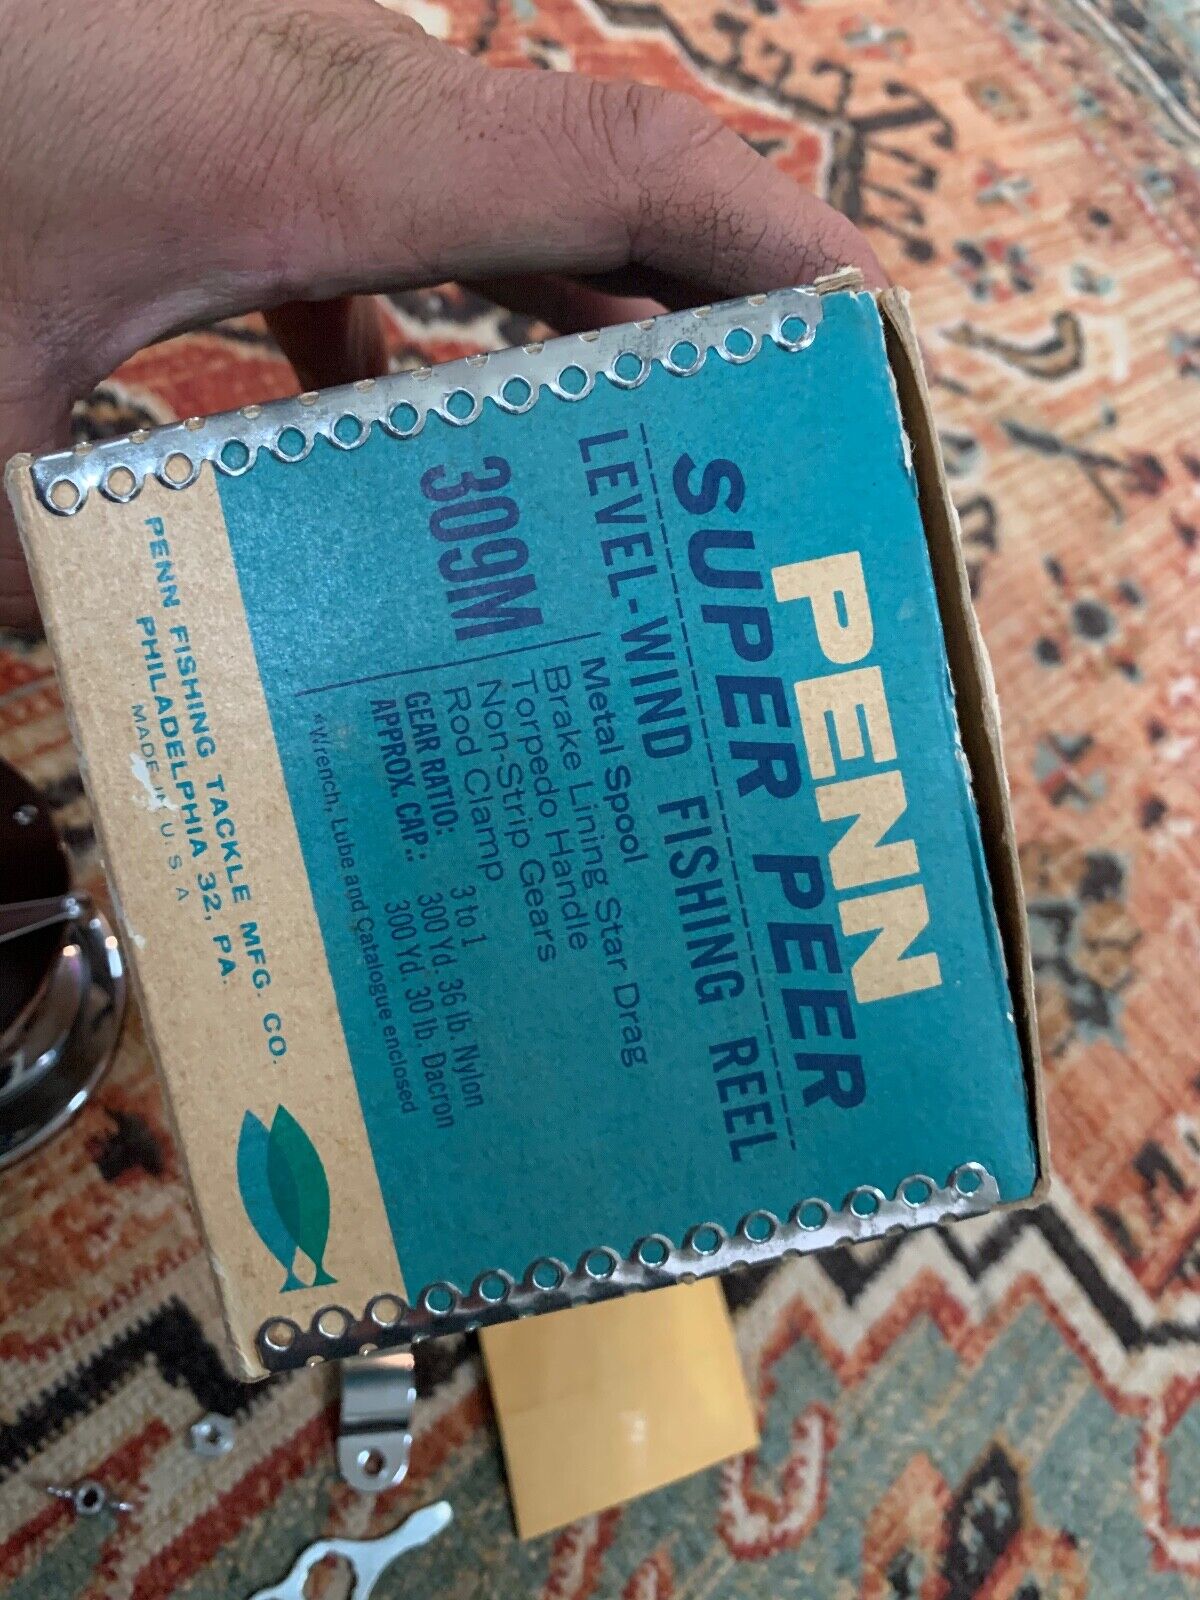 PENN
SUPER PEER
LEVEL-WIND FISHING REEL
309M
Metal Spool
Brake Lining Star Drag
Torpedo Handle
Non-Strip Gears
Rod Clamp
GEAR RATIO: 3 to 1
APPROX. CAP.: 300 Yd. 36 lb. Nylon
300 Yd. 30 lb. Dacron
*Wrench, Lube and Catalogue enclosed
PENN FISHING TACKLE MFG. CO.
PHILADELPHIA 32, PA.
MADE IN U. S. A